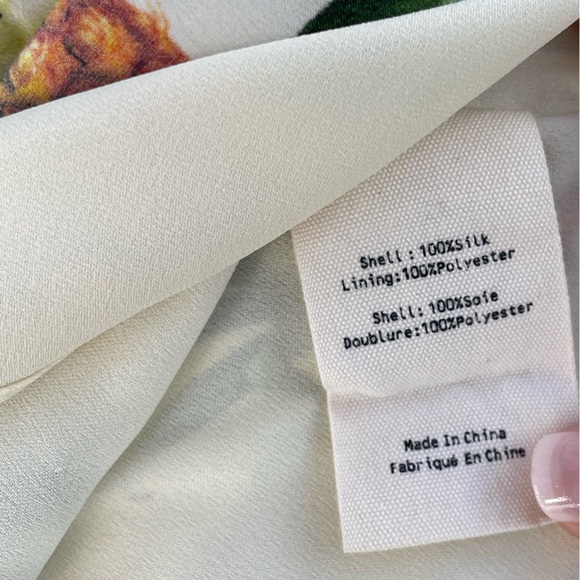 Shell: 100%Silk
Lining:100%Polyester
Shell: 100%Soie
Doublure:100%Polyester
Made In China
Fabriqué En Chine